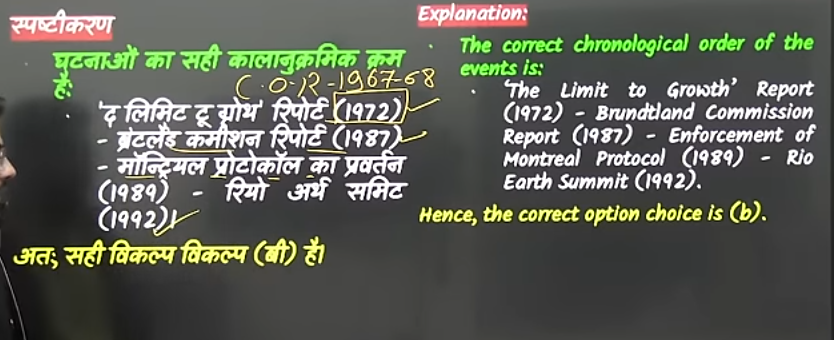 स्पष्टीकरण
घटनाओं का सही कालानुक्रमिक क्रम
है:
C.O.R-1967-68
'द लिमिट टू ग्रोथ' रिपोर्ट (1972)
- ब्रंटलैंड कमीशन रिपोर्ट (1987)
- मॉन्ट्रियल प्रोटोकॉल का प्रवर्तन
(1989) - रियो अर्थ समिट
(1992)।
अतः सही विकल्प विकल्प (बी) है।
Explanation:
The correct chronological order of the
events is:
'The Limit to Growth' Report
(1972) - Brundtland Commission
Report (1987) - Enforcement of
Montreal Protocol (1989) - Rio
Earth Summit (1992).
Hence, the correct option choice is (b).